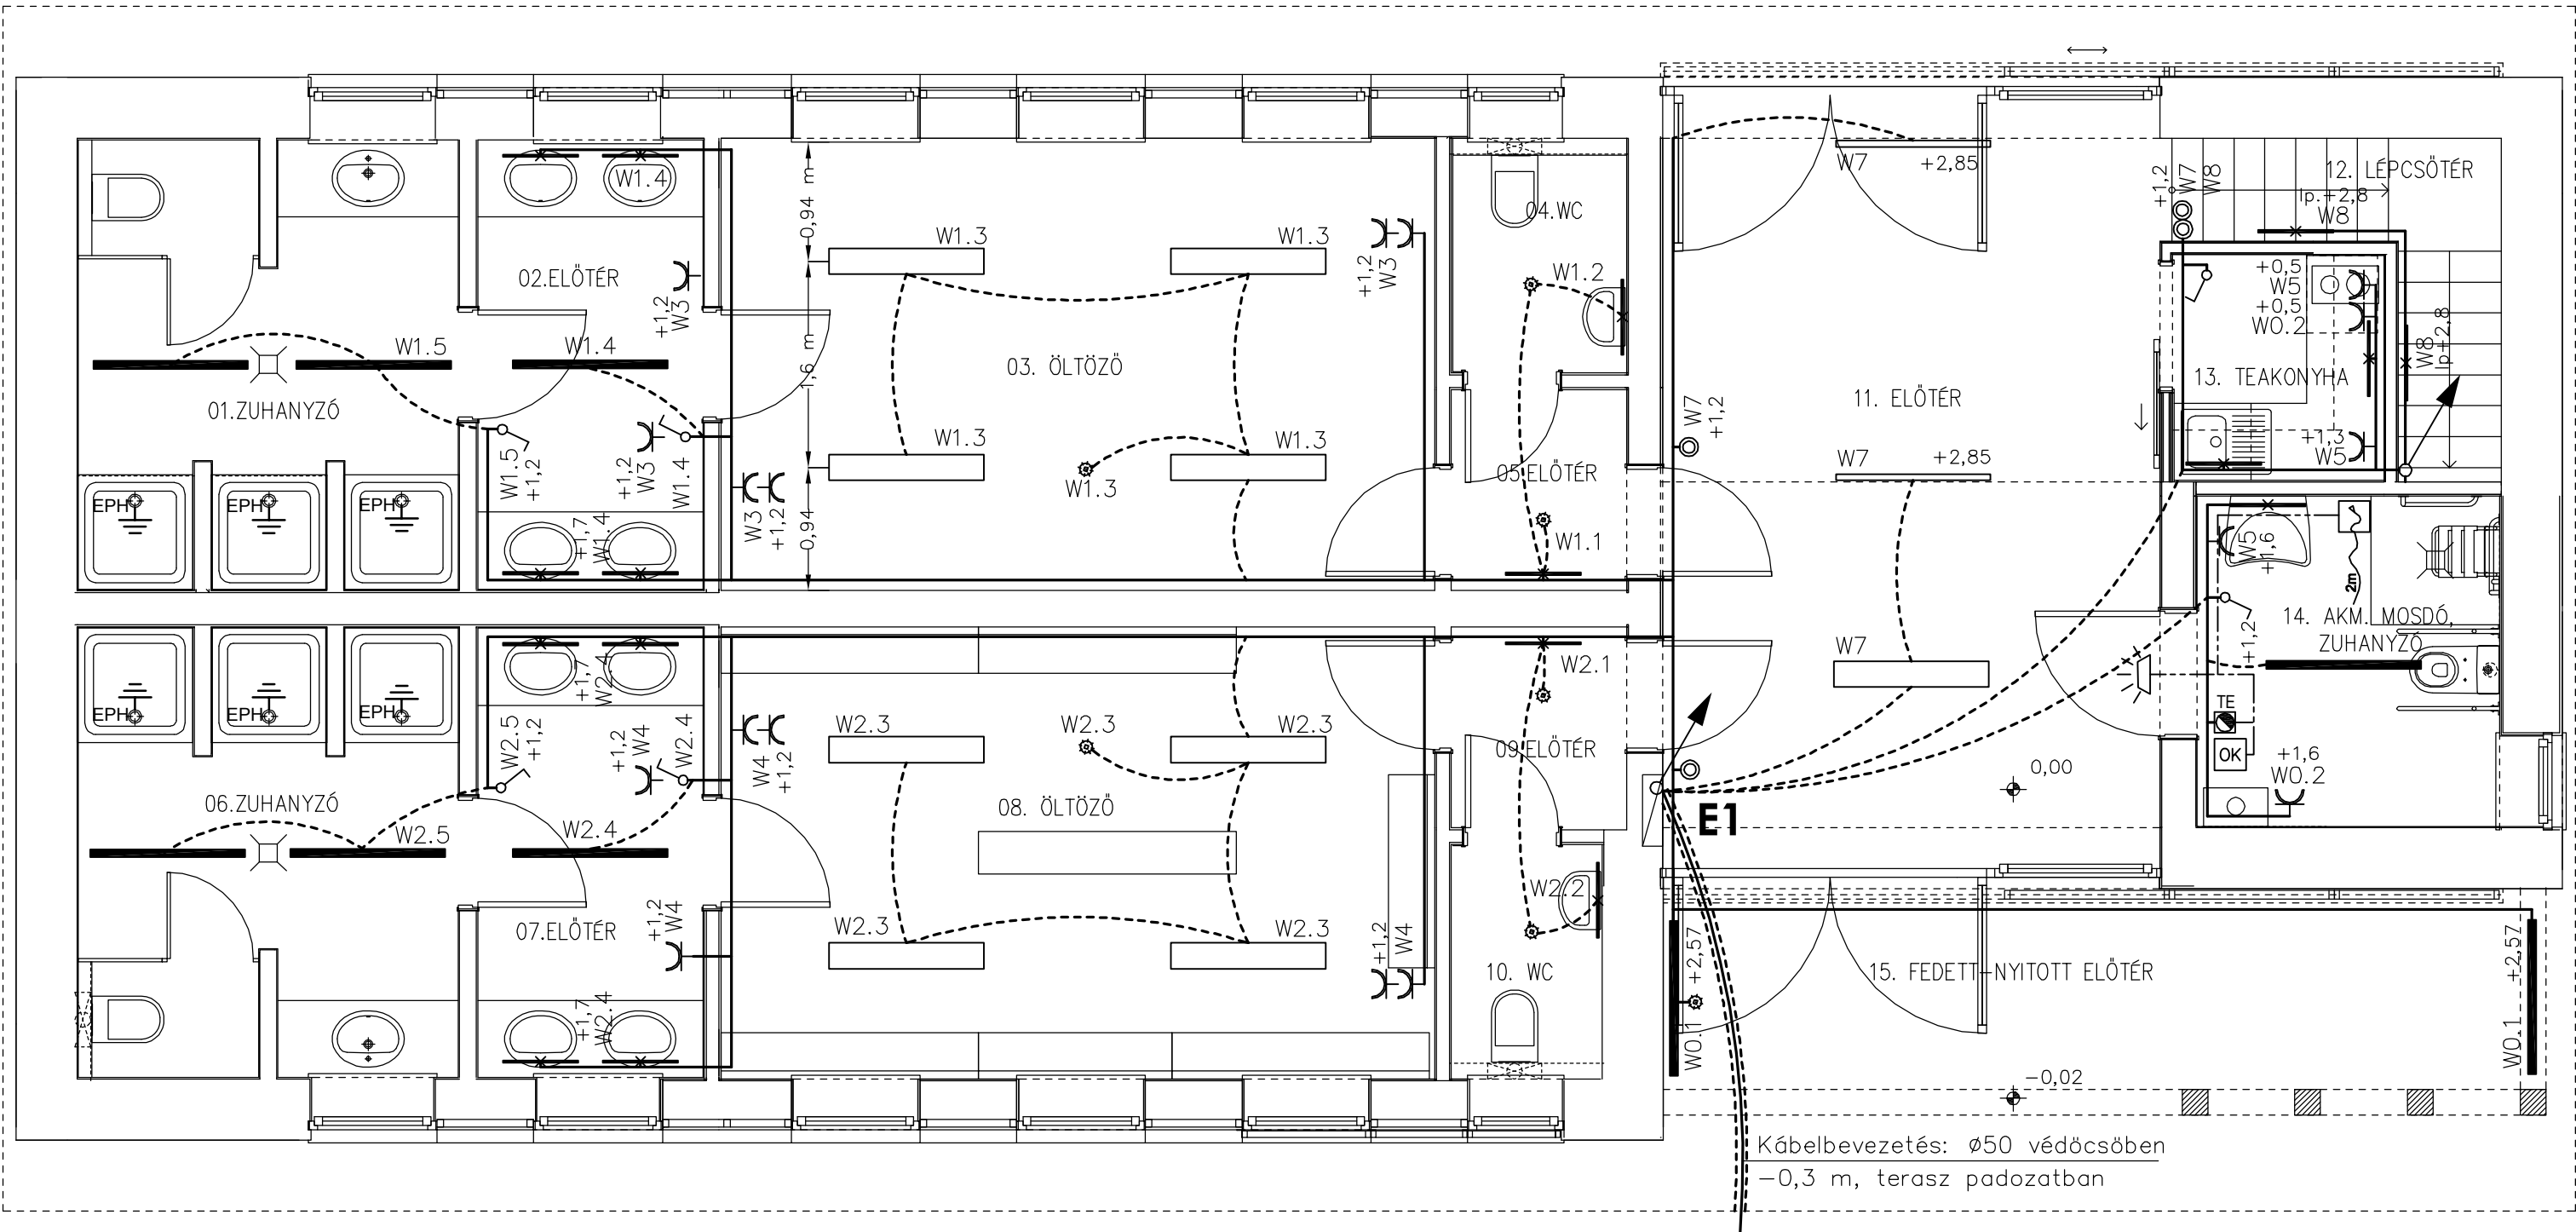 W1.4
02.ELŐTÉR
+1,2
W3
W1.5
W1.4
01.ZUHANYZÓ
W1.5
+1,2
+1,2
W3
W1.4
EPH
EPH
EPH
+1,7
W1.4
0,94 m
1,6 m
0,94
W1.3
W1.3
03. ÖLTÖZŐ
W1.3
W1.3
W1.3
W3
+1,2
+1,2
W3
04.WC
W1.2
05.ELŐTÉR
W1.1
W7
+2,85
W7
+1,2
11. ELŐTÉR
W7
+2,85
W7
+1,2
W7
W8
12. LÉPCSŐTÉR
lp.+2,8
W8
+0,5
W5
+0,5
W0.2
W8
lp+2,8
13. TEAKONYHA
+1,3
W5
W5
+1,6
2m
14. AKM. MOSDÓ,
ZUHANYZÓ
+1,2
TE
OK
+1,6
W0.2
EPH
EPH
EPH
+1,7
W2.4
W2.5
+1,2
+1,2
W4
W2.4
06.ZUHANYZÓ
W2.5
W2.4
07.ELŐTÉR
+1,2
W4
+1,7
W2.4
W4
+1,2
W2.3
W2.3
W2.3
08. ÖLTÖZŐ
W2.3
W2.3
+1,2
W4
W2.1
09.ELŐTÉR
W2.2
10. WC
E1
0,00
W0.1
+2,57
15. FEDETT-NYITOTT ELŐTÉR
W0.1
+2,57
-0,02
Kábelbevezetés: ø50 védőcsőben
-0,3 m, terasz padozatban